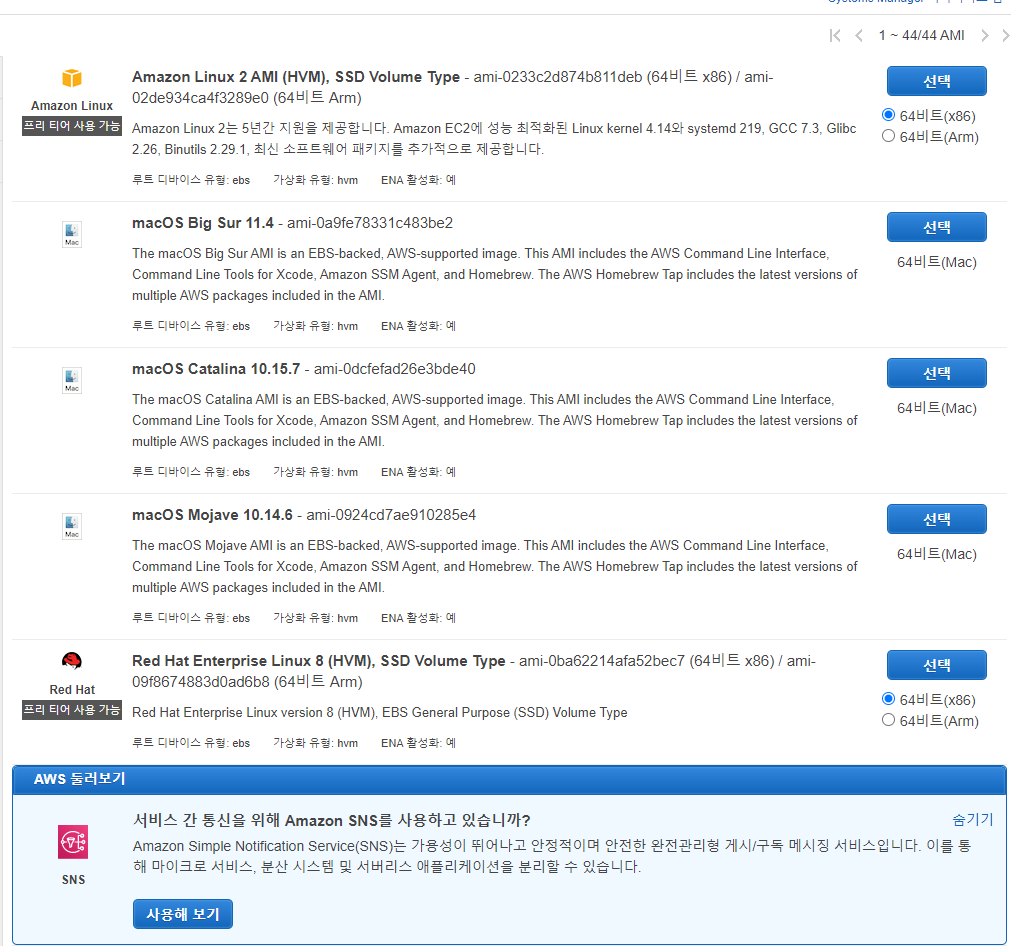 1 ~ 44/44 AMI
Amazon Linux
프리 티어 사용 가능
Amazon Linux 2 AMI (HVM), SSD Volume Type - ami-0233c2d874b811deb (64비트 x86) / ami-
02de934ca4f3289e0 (64비트 Arm)
Amazon Linux 2는 5년간 지원을 제공합니다. Amazon EC2에 성능 최적화된 Linux kernel 4.14와 systemd 219, GCC 7.3, Glibc
2.26, Binutils 2.29.1, 최신 소프트웨어 패키지를 추가적으로 제공합니다.
루트 디바이스 유형: ebs 가상화 유형: hvm ENA 활성화: 예
선택
64비트(x86)
64비트(Arm)
Mac
macOS Big Sur 11.4 - ami-0a9fe78331c483be2
The macOS Big Sur AMI is an EBS-backed, AWS-supported image. This AMI includes the AWS Command Line Interface,
Command Line Tools for Xcode, Amazon SSM Agent, and Homebrew. The AWS Homebrew Tap includes the latest versions of
multiple AWS packages included in the AMI.
루트 디바이스 유형: ebs 가상화 유형: hvm ENA 활성화: 예
선택
64비트(Mac)
Mac
macOS Catalina 10.15.7 - ami-0dcfefad26e3bde40
The macOS Catalina AMI is an EBS-backed, AWS-supported image. This AMI includes the AWS Command Line Interface,
Command Line Tools for Xcode, Amazon SSM Agent, and Homebrew. The AWS Homebrew Tap includes the latest versions of
multiple AWS packages included in the AMI.
루트 디바이스 유형: ebs 가상화 유형: hvm ENA 활성화: 예
선택
64비트(Mac)
Mac
macOS Mojave 10.14.6 - ami-0924cd7ae910285e4
The macOS Mojave AMI is an EBS-backed, AWS-supported image. This AMI includes the AWS Command Line Interface,
Command Line Tools for Xcode, Amazon SSM Agent, and Homebrew. The AWS Homebrew Tap includes the latest versions of
multiple AWS packages included in the AMI.
루트 디바이스 유형: ebs 가상화 유형: hvm ENA 활성화: 예
선택
64비트(Mac)
Red Hat
프리 티어 사용 가능
Red Hat Enterprise Linux 8 (HVM), SSD Volume Type - ami-0ba62214afa52bec7 (64비트 x86) / ami-
09f8674883d0ad6b8 (64비트 Arm)
Red Hat Enterprise Linux version 8 (HVM), EBS General Purpose (SSD) Volume Type
루트 디바이스 유형: ebs 가상화 유형: hvm ENA 활성화: 예
선택
64비트(x86)
64비트(Arm)
AWS 둘러보기
SNS
서비스 간 통신을 위해 Amazon SNS를 사용하고 있습니까?
숨기기
Amazon Simple Notification Service(SNS)는 가용성이 뛰어나고 안정적이며 안전한 완전관리형 게시/구독 메시징 서비스입니다. 이를 통
해 마이크로 서비스, 분산 시스템 및 서버리스 애플리케이션을 분리할 수 있습니다.
사용해 보기